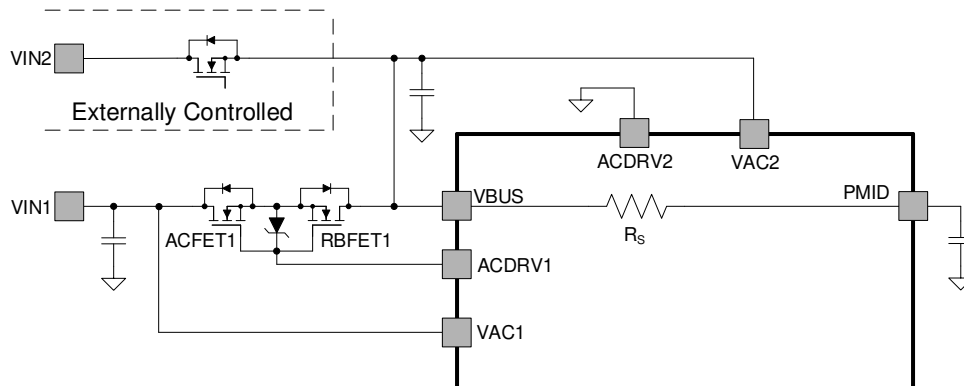 VIN2
Externally Controlled
ACDRV2
VAC2
VIN1
ACFET1
RBFET1
VBUS
PMID
RS
ACDRV1
VAC1